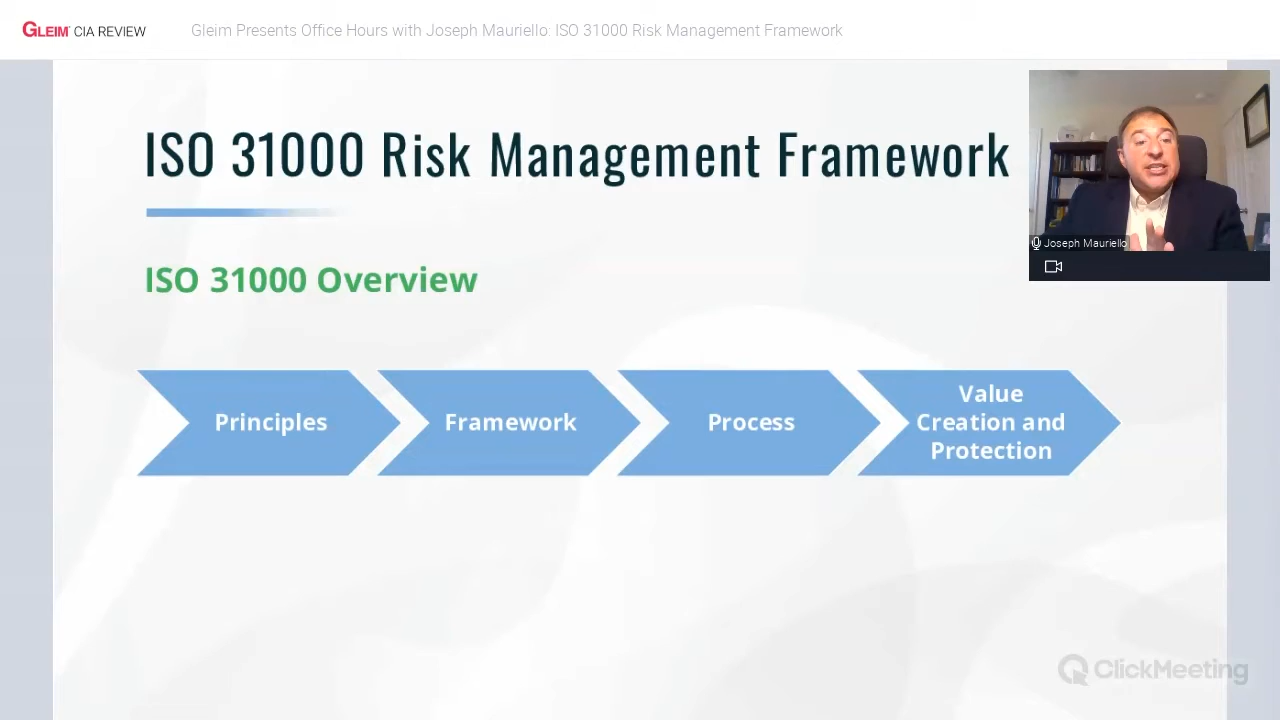 GLEIM CIA REVIEW
Gleim Presents Office Hours with Joseph Mauriello: ISO 31000 Risk Management Framework
ISO 31000 Risk Management Framework
Joseph Mauriello
ISO 31000 Overview
Principles
Framework
Process
Value
Creation and
Protection
ClickMeeting